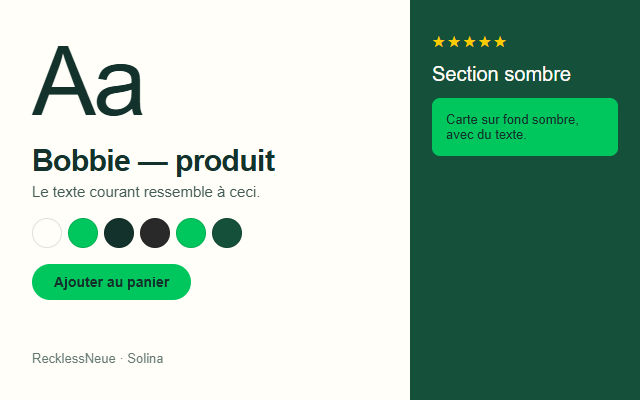 Aa
Bobbie — produit
Le texte courant ressemble à ceci.
Ajouter au panier
RecklessNeue · Solina
Section sombre
Carte sur fond sombre,
avec du texte.